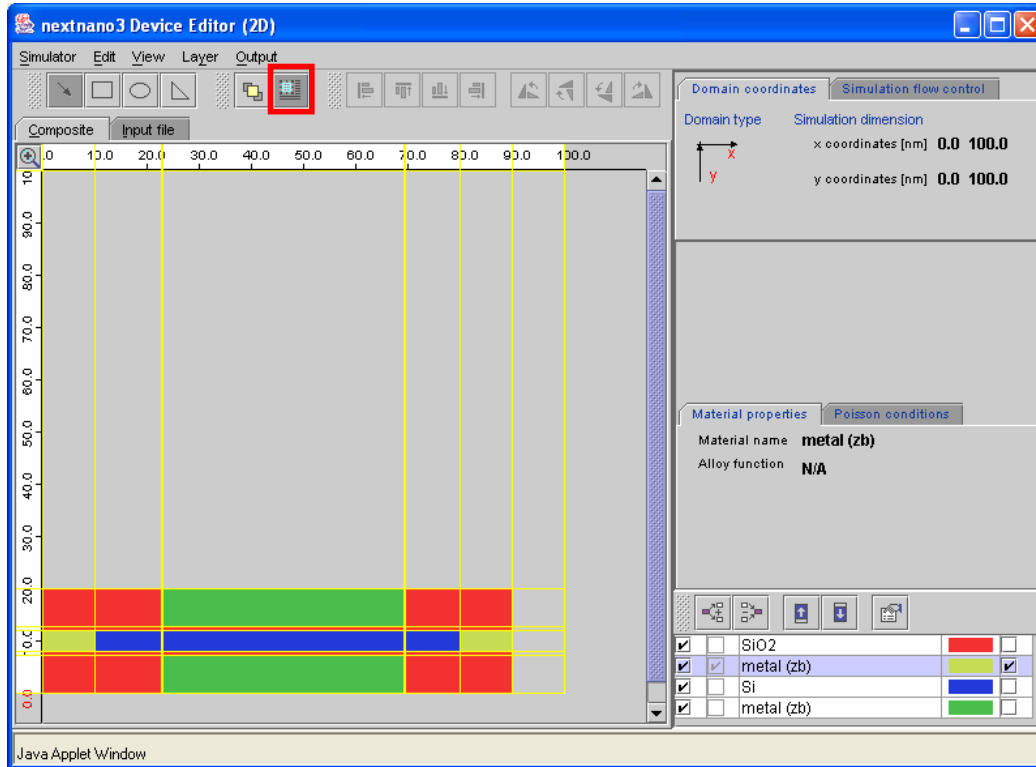 nextnano3 Device Editor (2D)
Simulator Edit View Layer Output
Composite Input file
.0 10.0 20.0 30.0 40.0 50.0 60.0 70.0 80.0 90.0 100.0
10
90.0
80.0
70.0
60.0
50.0
40.0
30.0
20.0
0.0
Domain coordinates Simulation flow control
Domain type Simulation dimension
x
y
x coordinates [nm] 0.0 100.0
y coordinates [nm] 0.0 100.0
Material properties Poisson conditions
Material name metal (zb)
Alloy function N/A
SiO2
metal (zb)
Si
metal (zb)
Java Applet Window